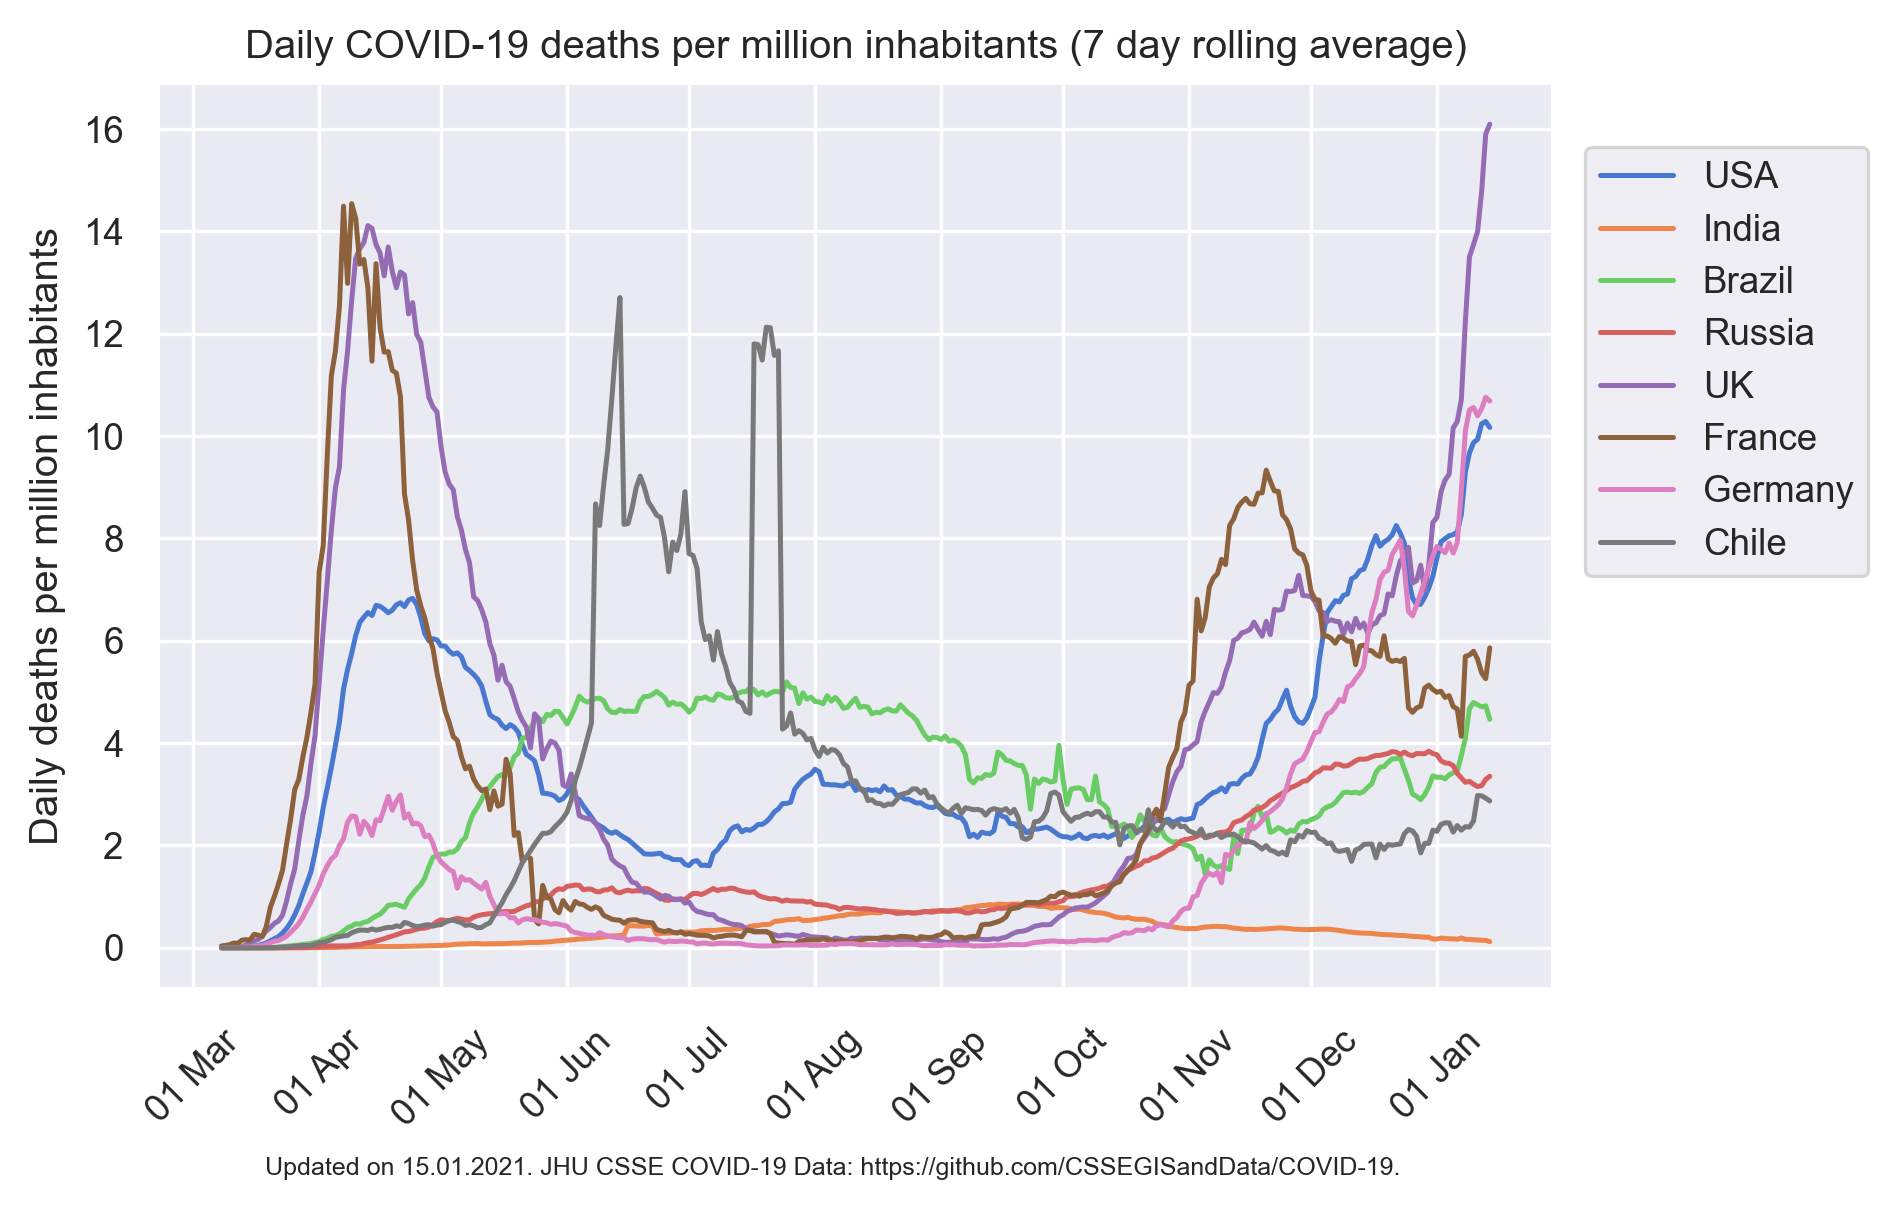 Daily COVID-19 deaths per million inhabitants (7 day rolling average)
Daily deaths per million inhabitants
16
14
12
10
8
6
4
2
0
01 Mar
01 Apr
01 May
01 Jun
01 Jul
01 Aug
01 Sep
01 Oct
01 Nov
01 Dec
01 Jan
USA
India
Brazil
Russia
UK
France
Germany
Chile
Updated on 15.01.2021. JHU CSSE COVID-19 Data: https://github.com/CSSEGISandData/COVID-19.